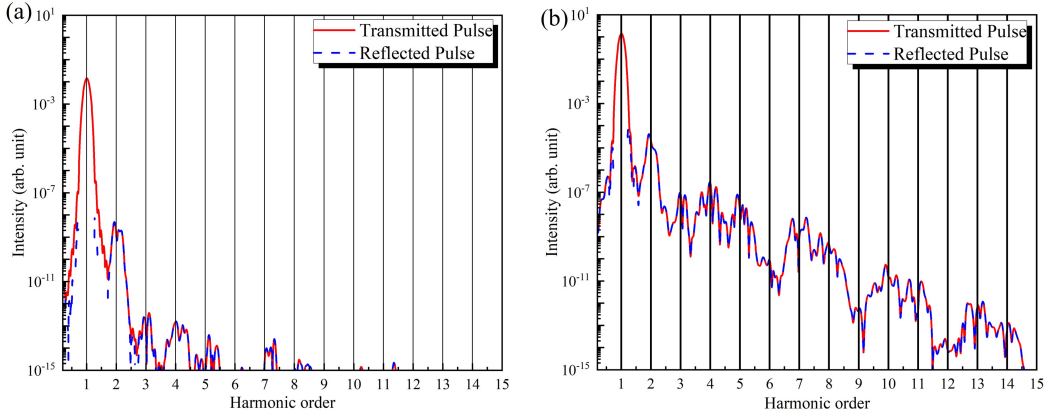 (a)
Transmitted Pulse
Reflected Pulse
10^1
10^-3
10^-7
10^-11
10^-15
Intensity (arb. unit)
1 2 3 4 5 6 7 8 9 10 11 12 13 14 15
Harmonic order
(b)
Transmitted Pulse
Reflected Pulse
10^1
10^-3
10^-7
10^-11
10^-15
Intensity (arb. unit)
1 2 3 4 5 6 7 8 9 10 11 12 13 14 15
Harmonic order